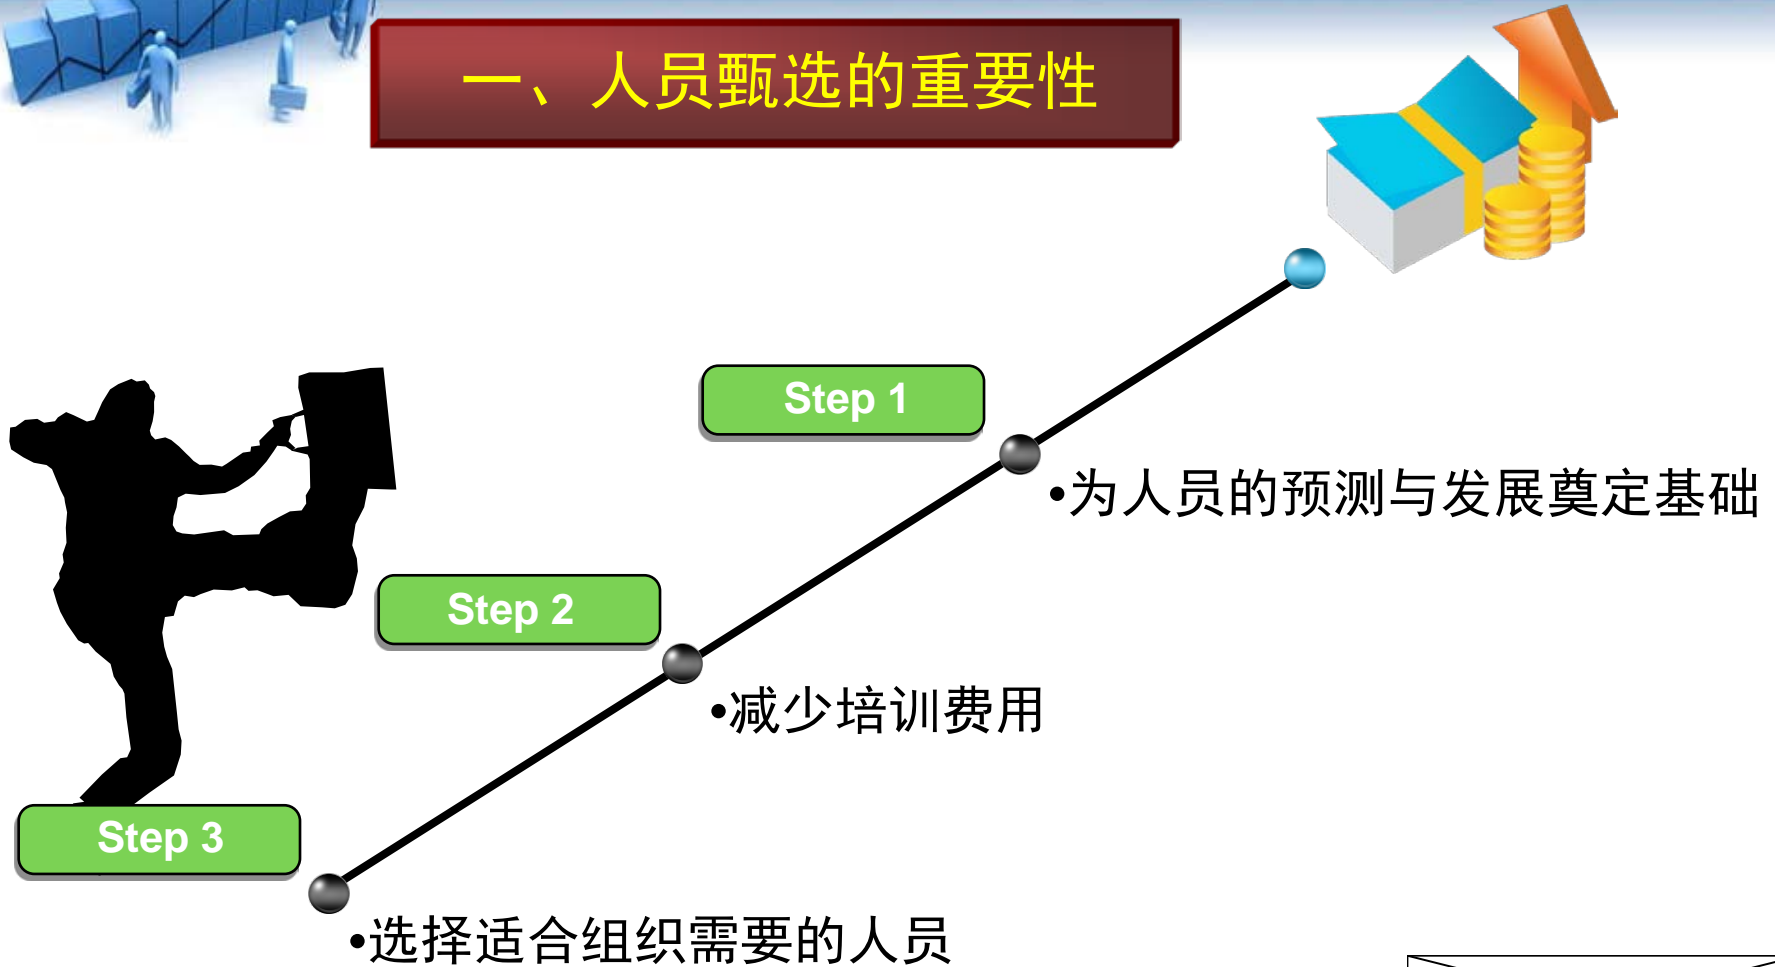 一、人员甄选的重要性
Step 1
•为人员的预测与发展奠定基础
Step 2
•减少培训费用
Step 3
•选择适合组织需要的人员